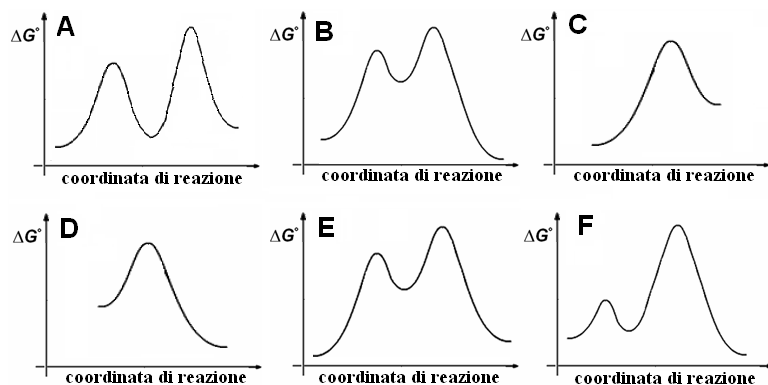 A
ΔG°
coordinata di reazione
B
ΔG°
coordinata di reazione
C
ΔG°
coordinata di reazione
D
ΔG°
coordinata di reazione
E
ΔG°
coordinata di reazione
F
ΔG°
coordinata di reazione